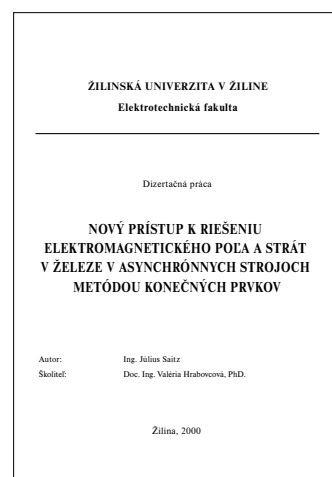 ŽILINSKÁ UNIVERZITA V ŽILINE
Elektrotechnická fakulta
Dizertačná práca
NOVÝ PRÍSTUP K RIEŠENIU
ELEKTROMAGNETICKÉHO POĽA A STRÁT
V ŽELEZE V ASYNCHRÓNNYCH STROJOCH
METÓDOU KONEČNÝCH PRVKOV
Autor: Ing. Július Saitz
Školiteľ: Doc. Ing. Valéria Hrabovcová, PhD.
Žilina, 2000